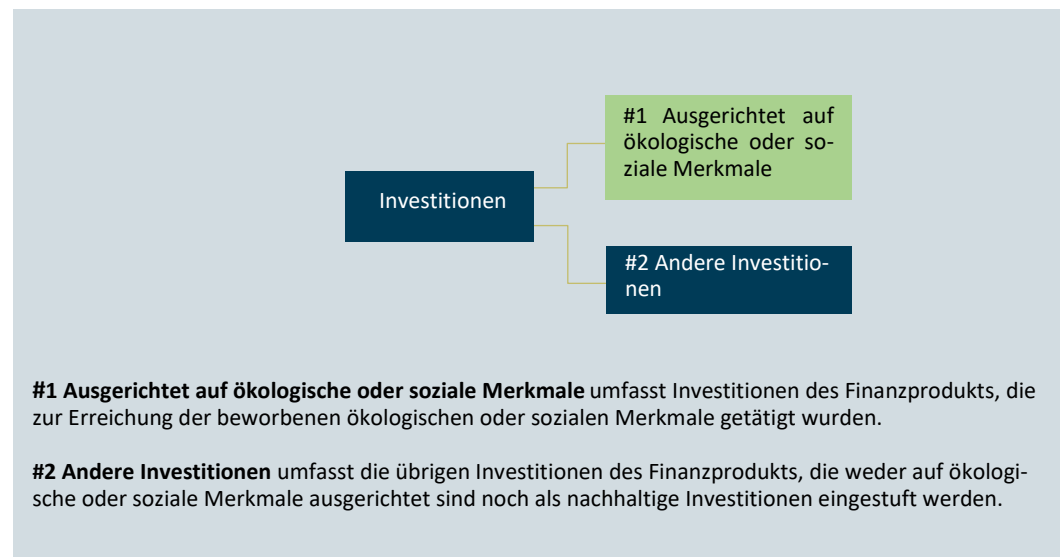 #1 Ausgerichtet auf
ökologische oder so-
ziale Merkmale
Investitionen
#2 Andere Investitio-
nen
#1 Ausgerichtet auf ökologische oder soziale Merkmale umfasst Investitionen des Finanzprodukts, die
zur Erreichung der beworbenen ökologischen oder sozialen Merkmale getätigt wurden.
#2 Andere Investitionen umfasst die übrigen Investitionen des Finanzprodukts, die weder auf ökologi-
sche oder soziale Merkmale ausgerichtet sind noch als nachhaltige Investitionen eingestuft werden.